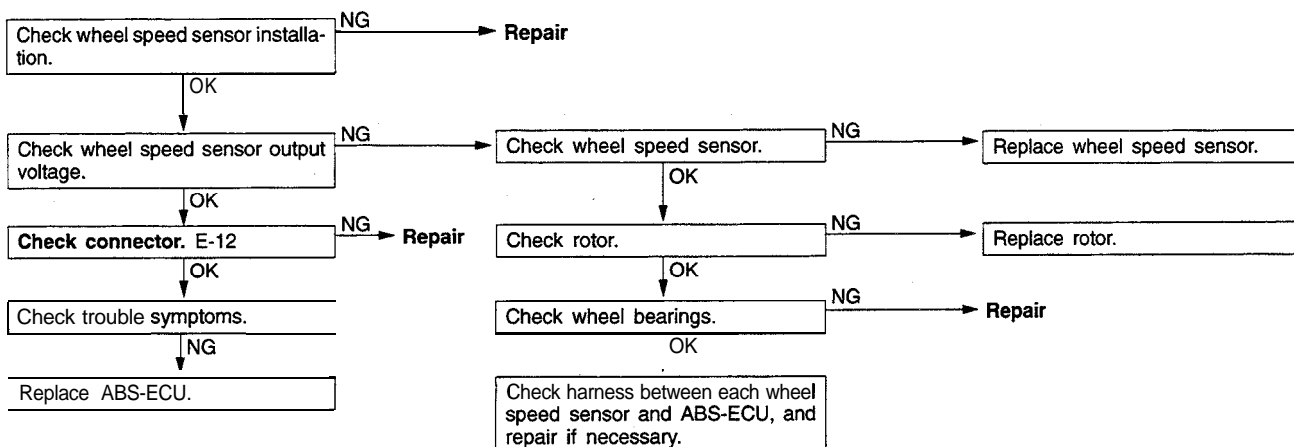 Check wheel speed sensor installa-
tion.
NG
Repair
OK
Check wheel speed sensor output
voltage.
NG
Check wheel speed sensor.
NG
Replace wheel speed sensor.
OK
OK
Check connector. E-12
NG
Repair
Check rotor.
NG
Replace rotor.
OK
OK
Check trouble symptoms.
Check wheel bearings.
NG
Repair
NG
OK
Replace ABS-ECU.
Check harness between each wheel
speed sensor and ABS-ECU, and
repair if necessary.